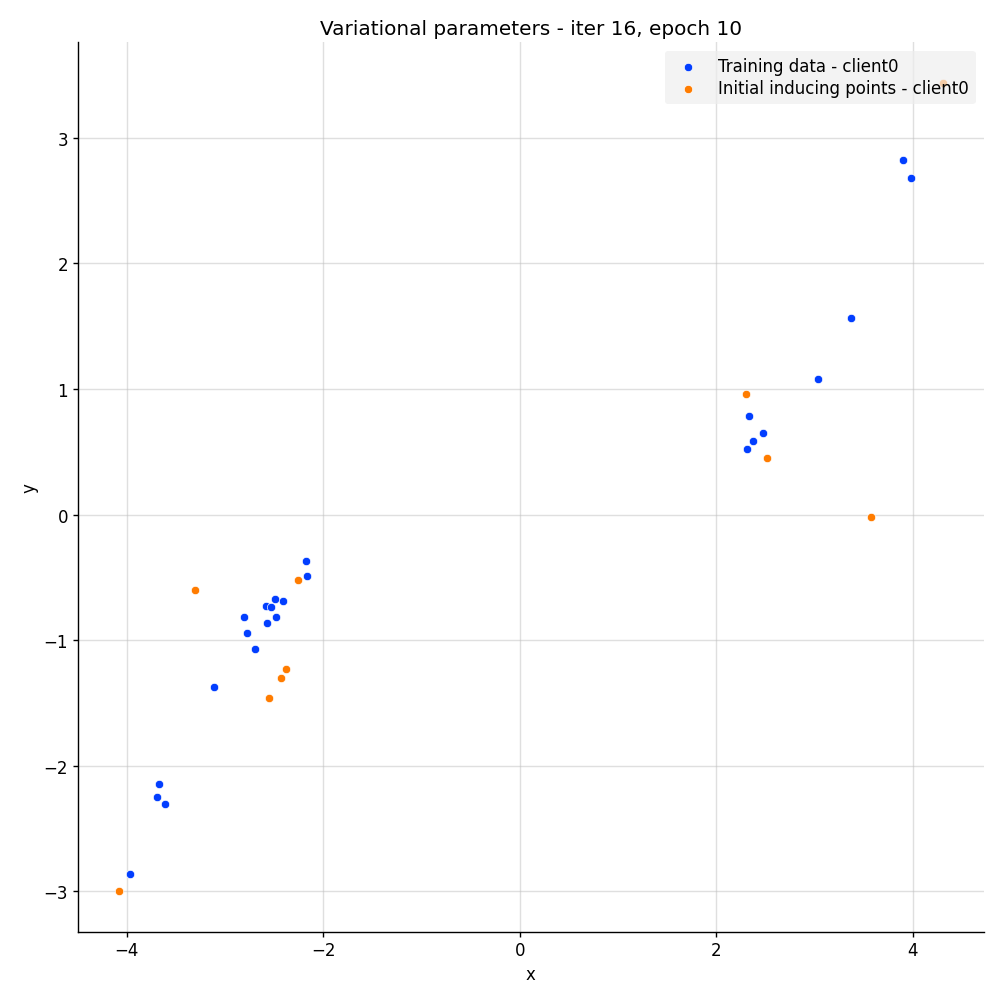 Variational parameters - iter 16, epoch 10
Training data - client0
Initial inducing points - client0
3
2
1
0
−1
−2
−3
y
−4 −2 0 2 4
x